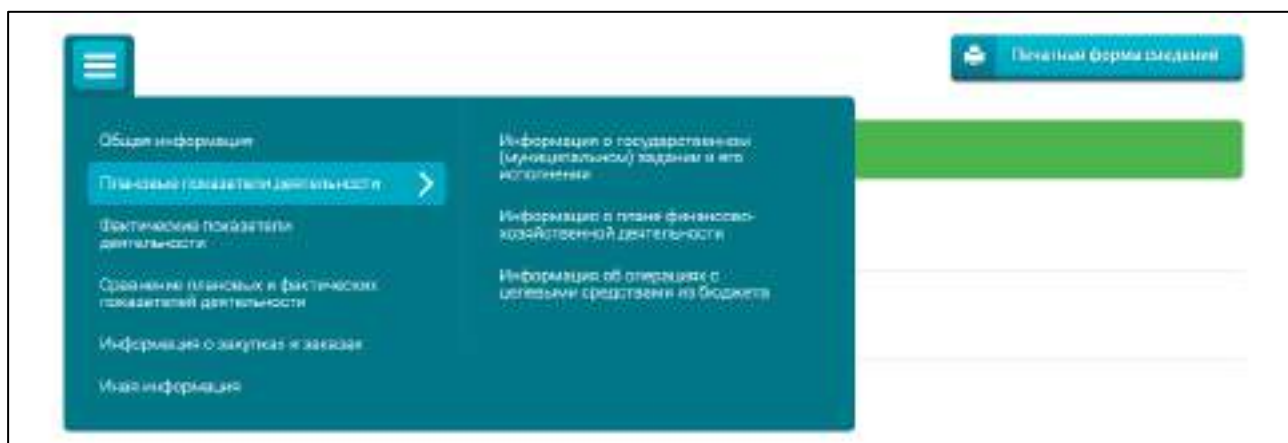 Печатная форма сведений
Общая информация
Плановые показатели деятельности
Фактические показатели
деятельности
Сравнение плановых и фактических
показателей деятельности
Информация о закупках и заказах
Иная информация
Информация о государственном
(муниципальном) задании и его
исполнении
Информация о плане финансово-
хозяйственной деятельности
Информация об операциях с
целевыми средствами из бюджета